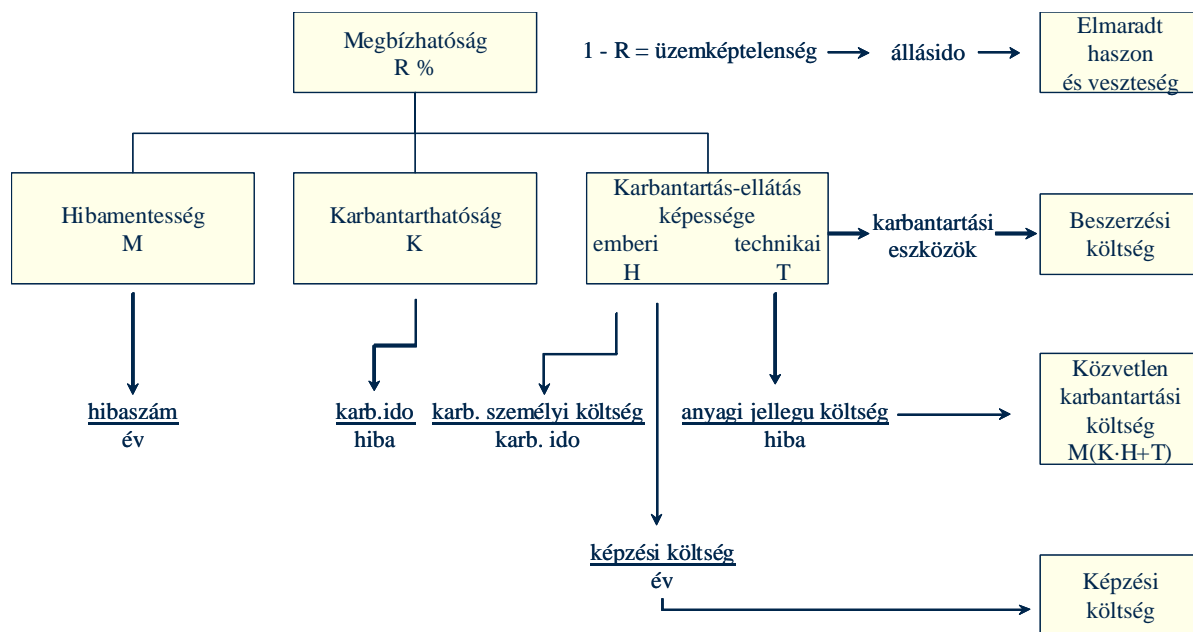 Megbízhatóság
R %
1 - R = üzemképtelenség
állásido
Elmaradt
haszon
és veszteség
Hibamentesség
M
Karbantarthatóság
K
Karbantartás-ellátás
képessége
emberi technikai
H T
karbantartási
eszközök
Beszerzési
költség
hibaszám
év
karb.ido
hiba
karb. személyi költség
karb. ido
anyagi jellegu költség
hiba
Közvetlen
karbantartási
költség
M(K·H+T)
képzési költség
év
Képzési
költség